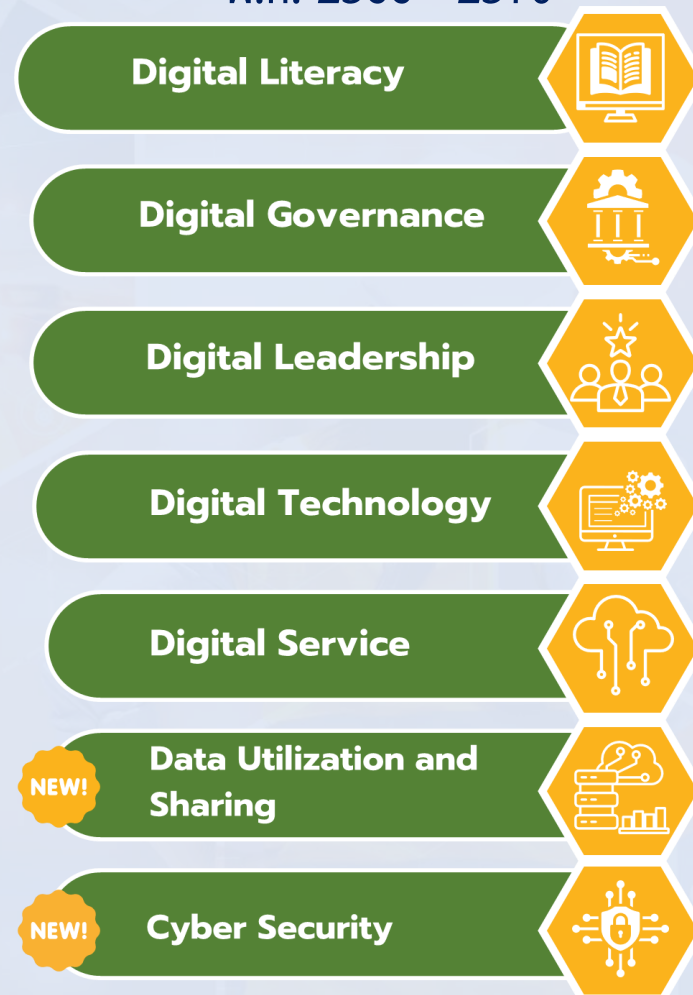 Digital Literacy
Digital Governance
Digital Leadership
Digital Technology
Digital Service
NEW!
Data Utilization and
Sharing
NEW!
Cyber Security